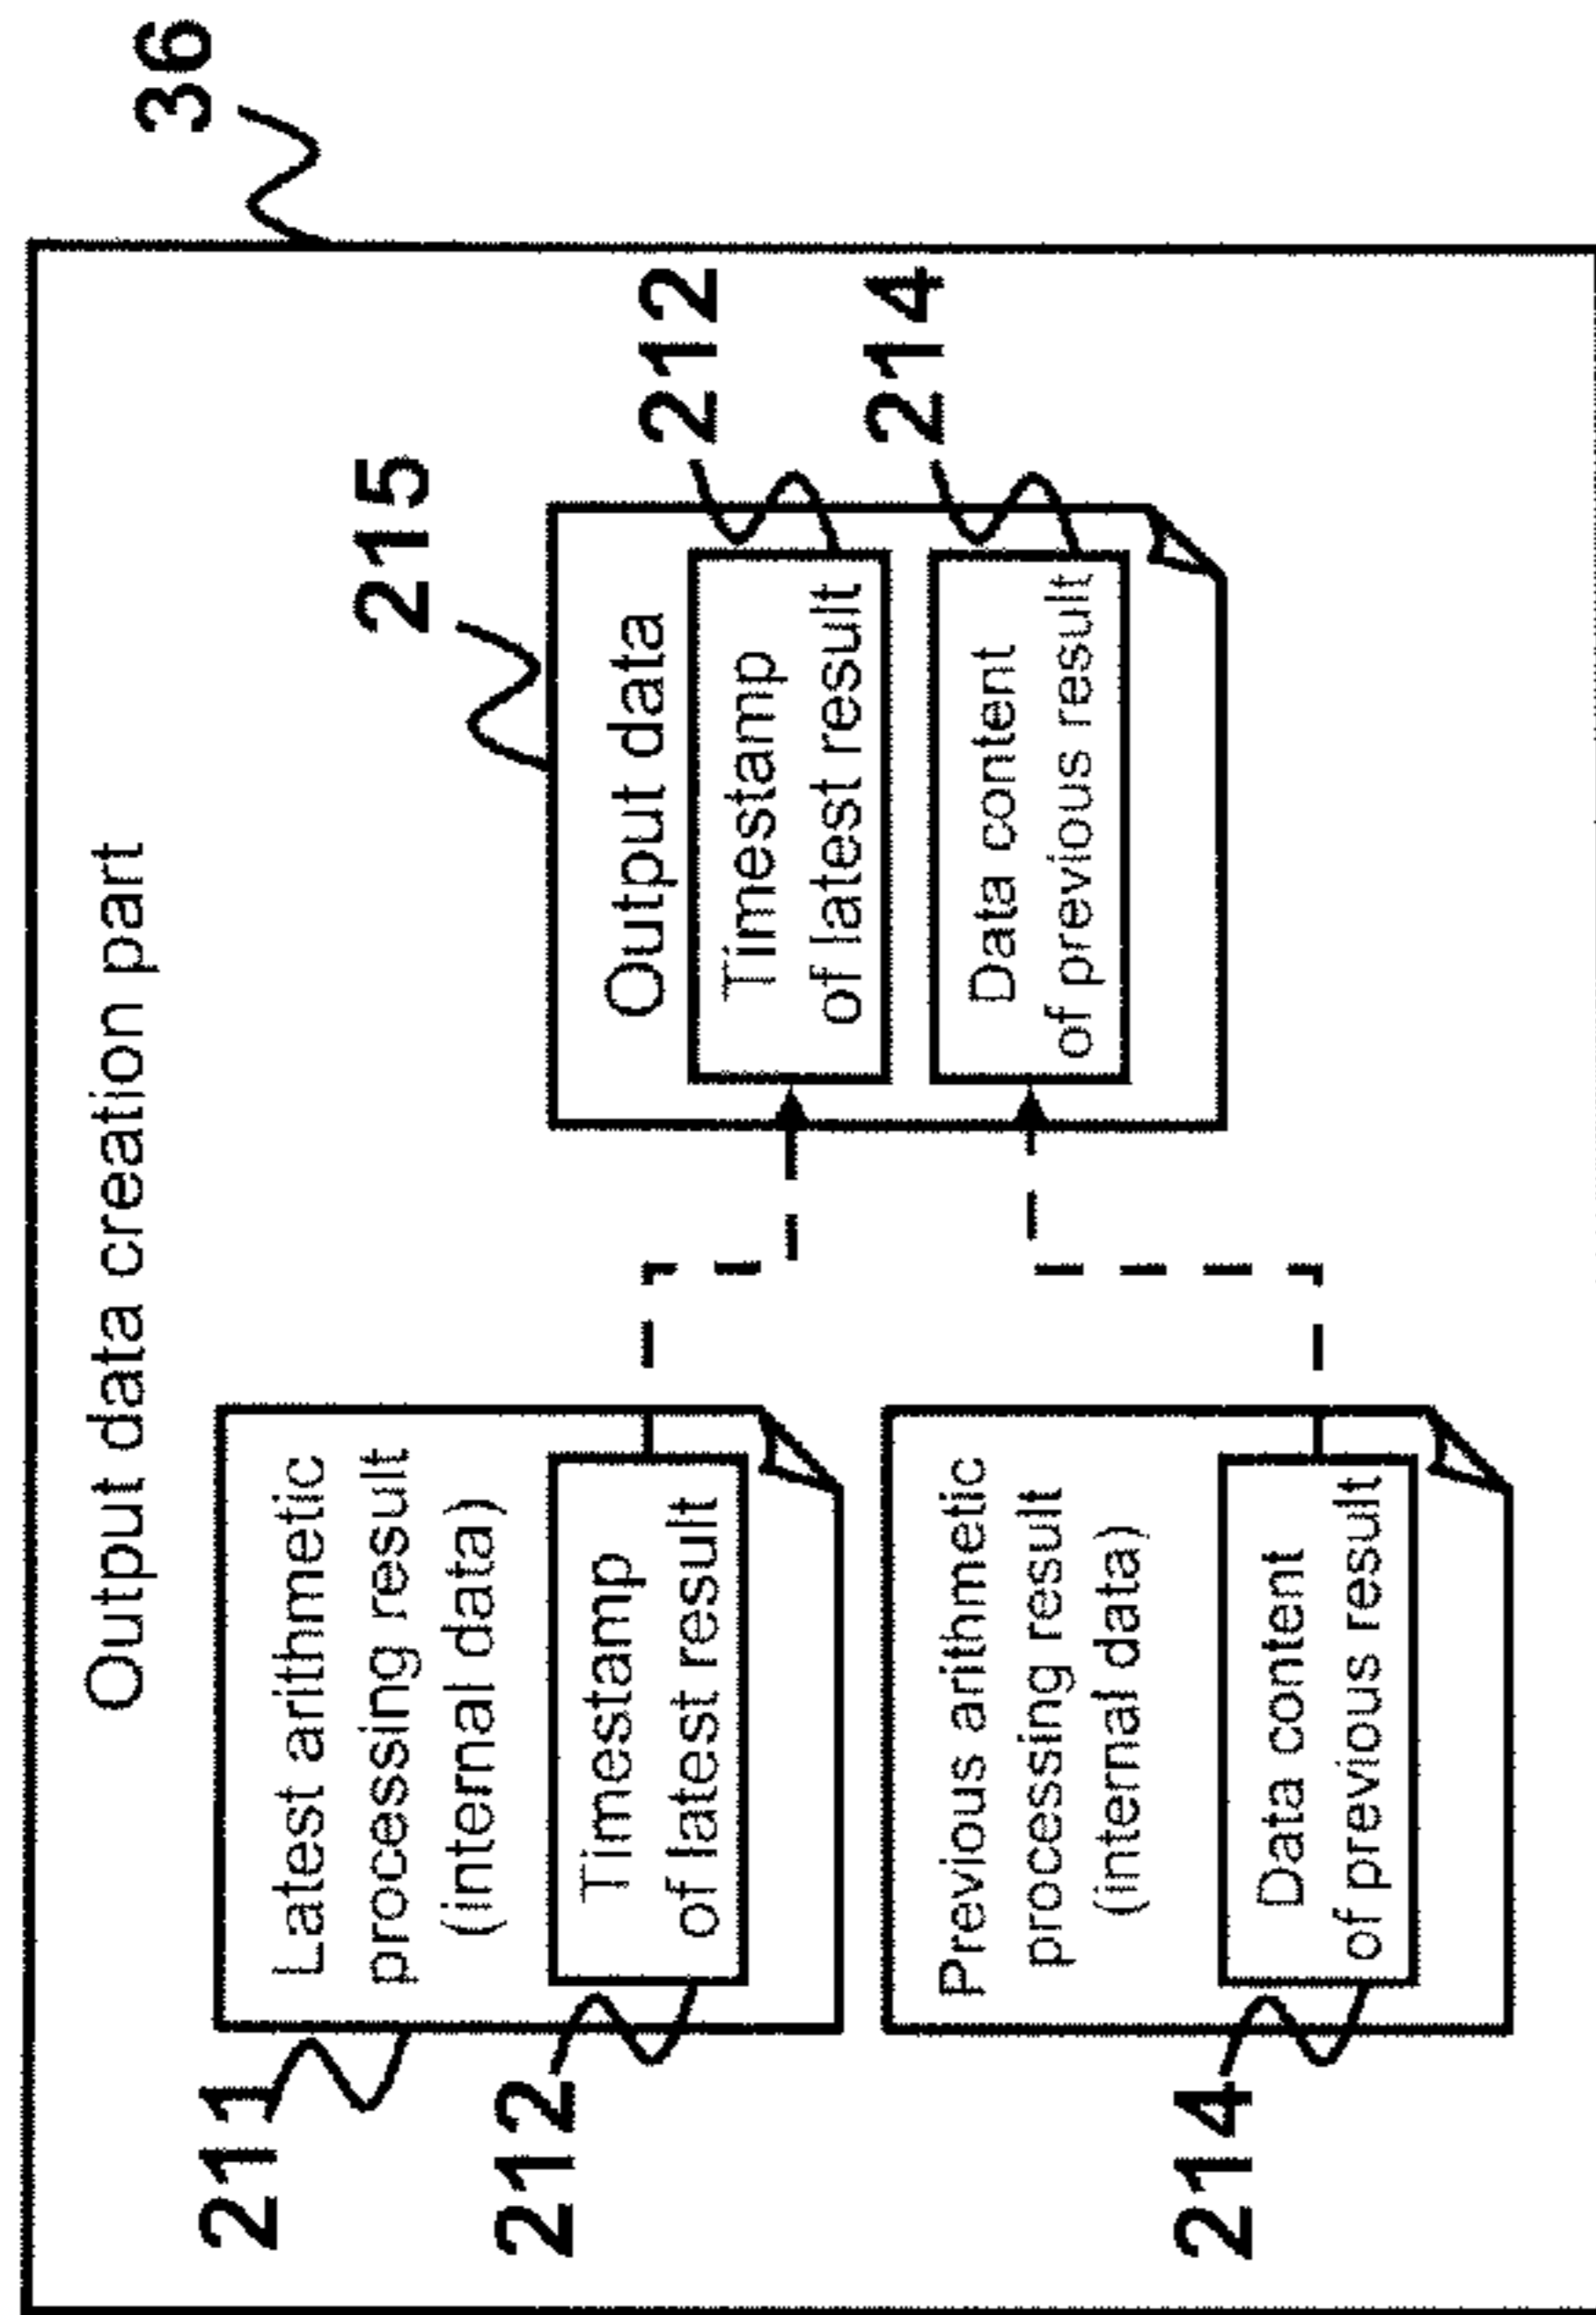 36
Output data creation part
211
Latest arithmetic
processing result
(internal data)
212
Timestamp
of latest result
Previous arithmetic
processing result
(internal data)
214
Data content
of previous result
215
Output data
212
Timestamp
of latest result
214
Data content
of previous result